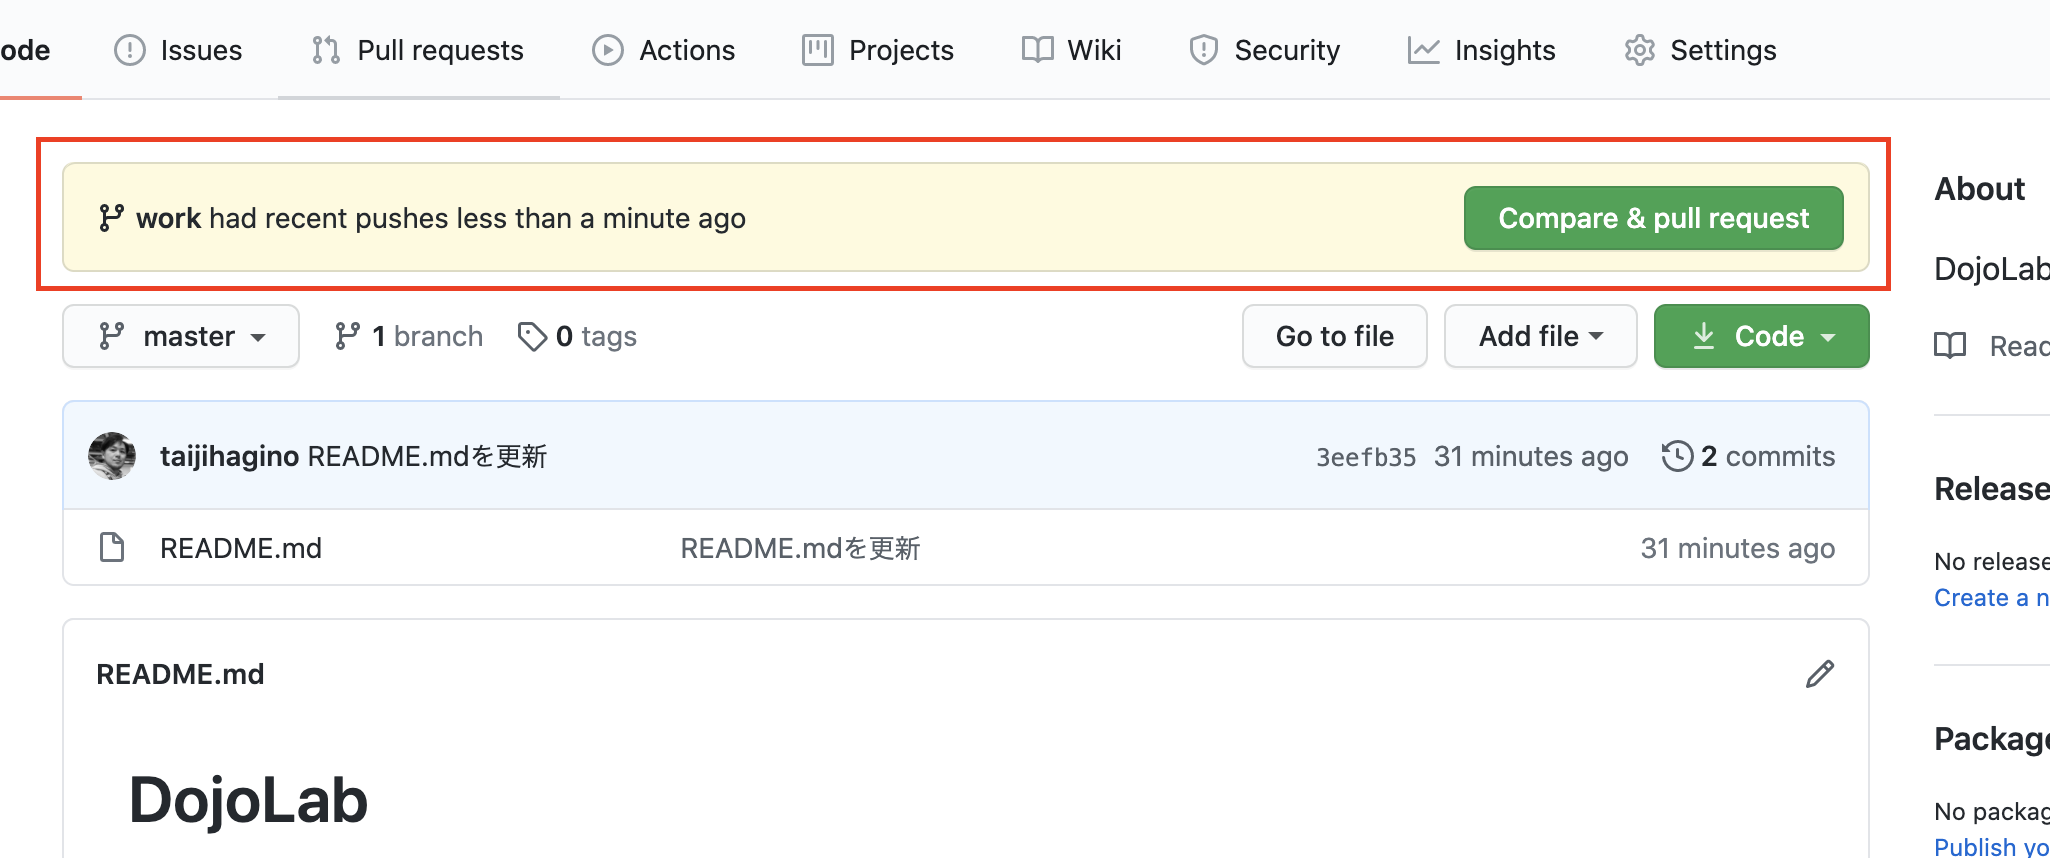 ode Issues Pull requests Actions Projects Wiki Security Insights Settings
work had recent pushes less than a minute ago Compare & pull request
master 1 branch 0 tags Go to file Add file Code
taijihagino README.mdを更新 3eefb35 31 minutes ago 2 commits
README.md README.mdを更新 31 minutes ago
README.md
DojoLab
About
DojoLab
Read
Release
No release
Create a n
Package
No packag
Publish yo